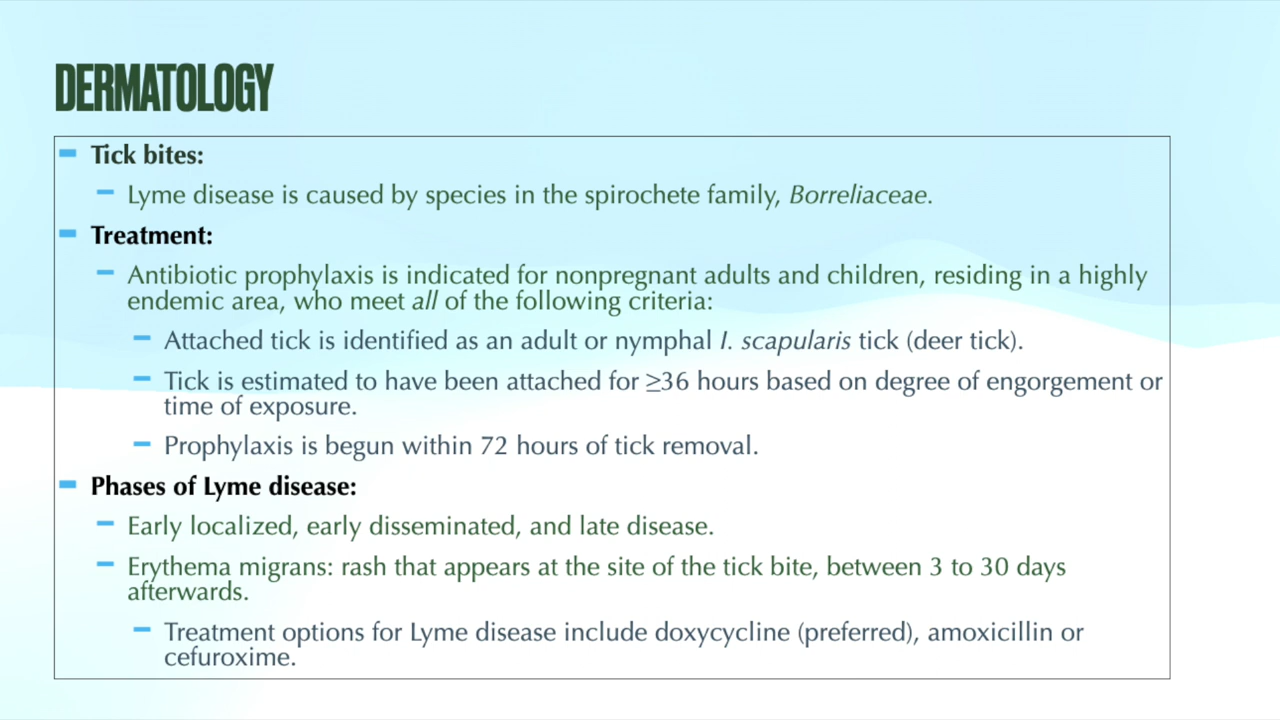 DERMATOLOGY
Tick bites:
Lyme disease is caused by species in the spirochete family, Borreliaceae.
Treatment:
Antibiotic prophylaxis is indicated for nonpregnant adults and children, residing in a highly
endemic area, who meet all of the following criteria:
Attached tick is identified as an adult or nymphal I. scapularis tick (deer tick).
Tick is estimated to have been attached for ≥36 hours based on degree of engorgement or
time of exposure.
Prophylaxis is begun within 72 hours of tick removal.
Phases of Lyme disease:
Early localized, early disseminated, and late disease.
Erythema migrans: rash that appears at the site of the tick bite, between 3 to 30 days
afterwards.
Treatment options for Lyme disease include doxycycline (preferred), amoxicillin or
cefuroxime.